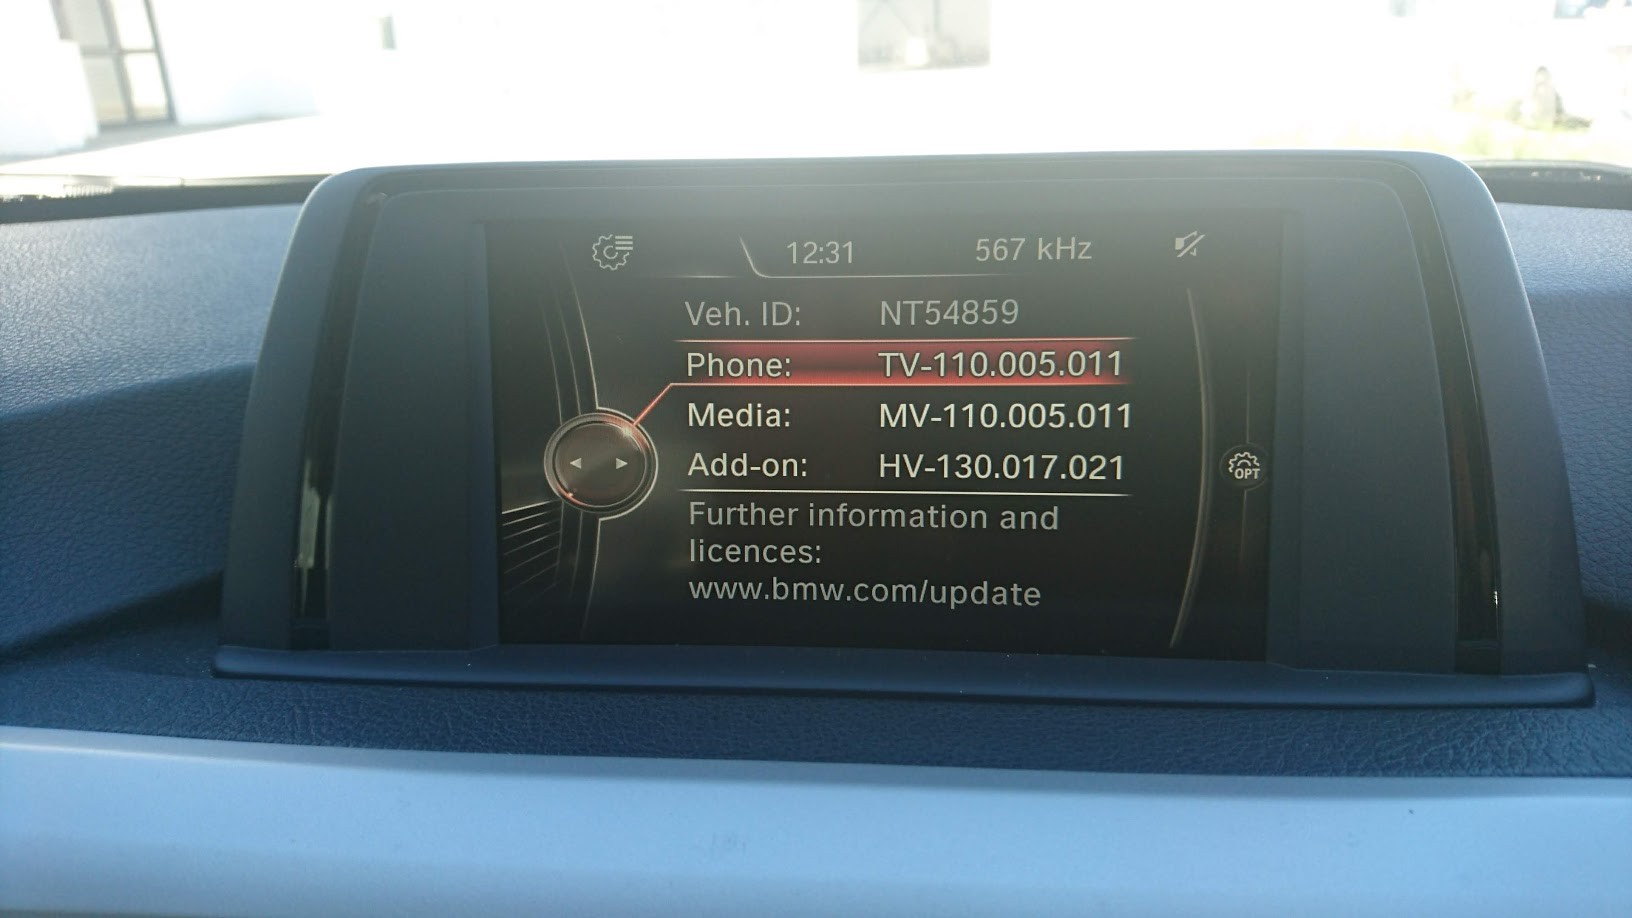 12:31 567 kHz
Veh. ID: NT54859
Phone: TV-110.005.011
Media: MV-110.005.011
Add-on: HV-130.017.021
Further information and
licences:
www.bmw.com/update
OPT